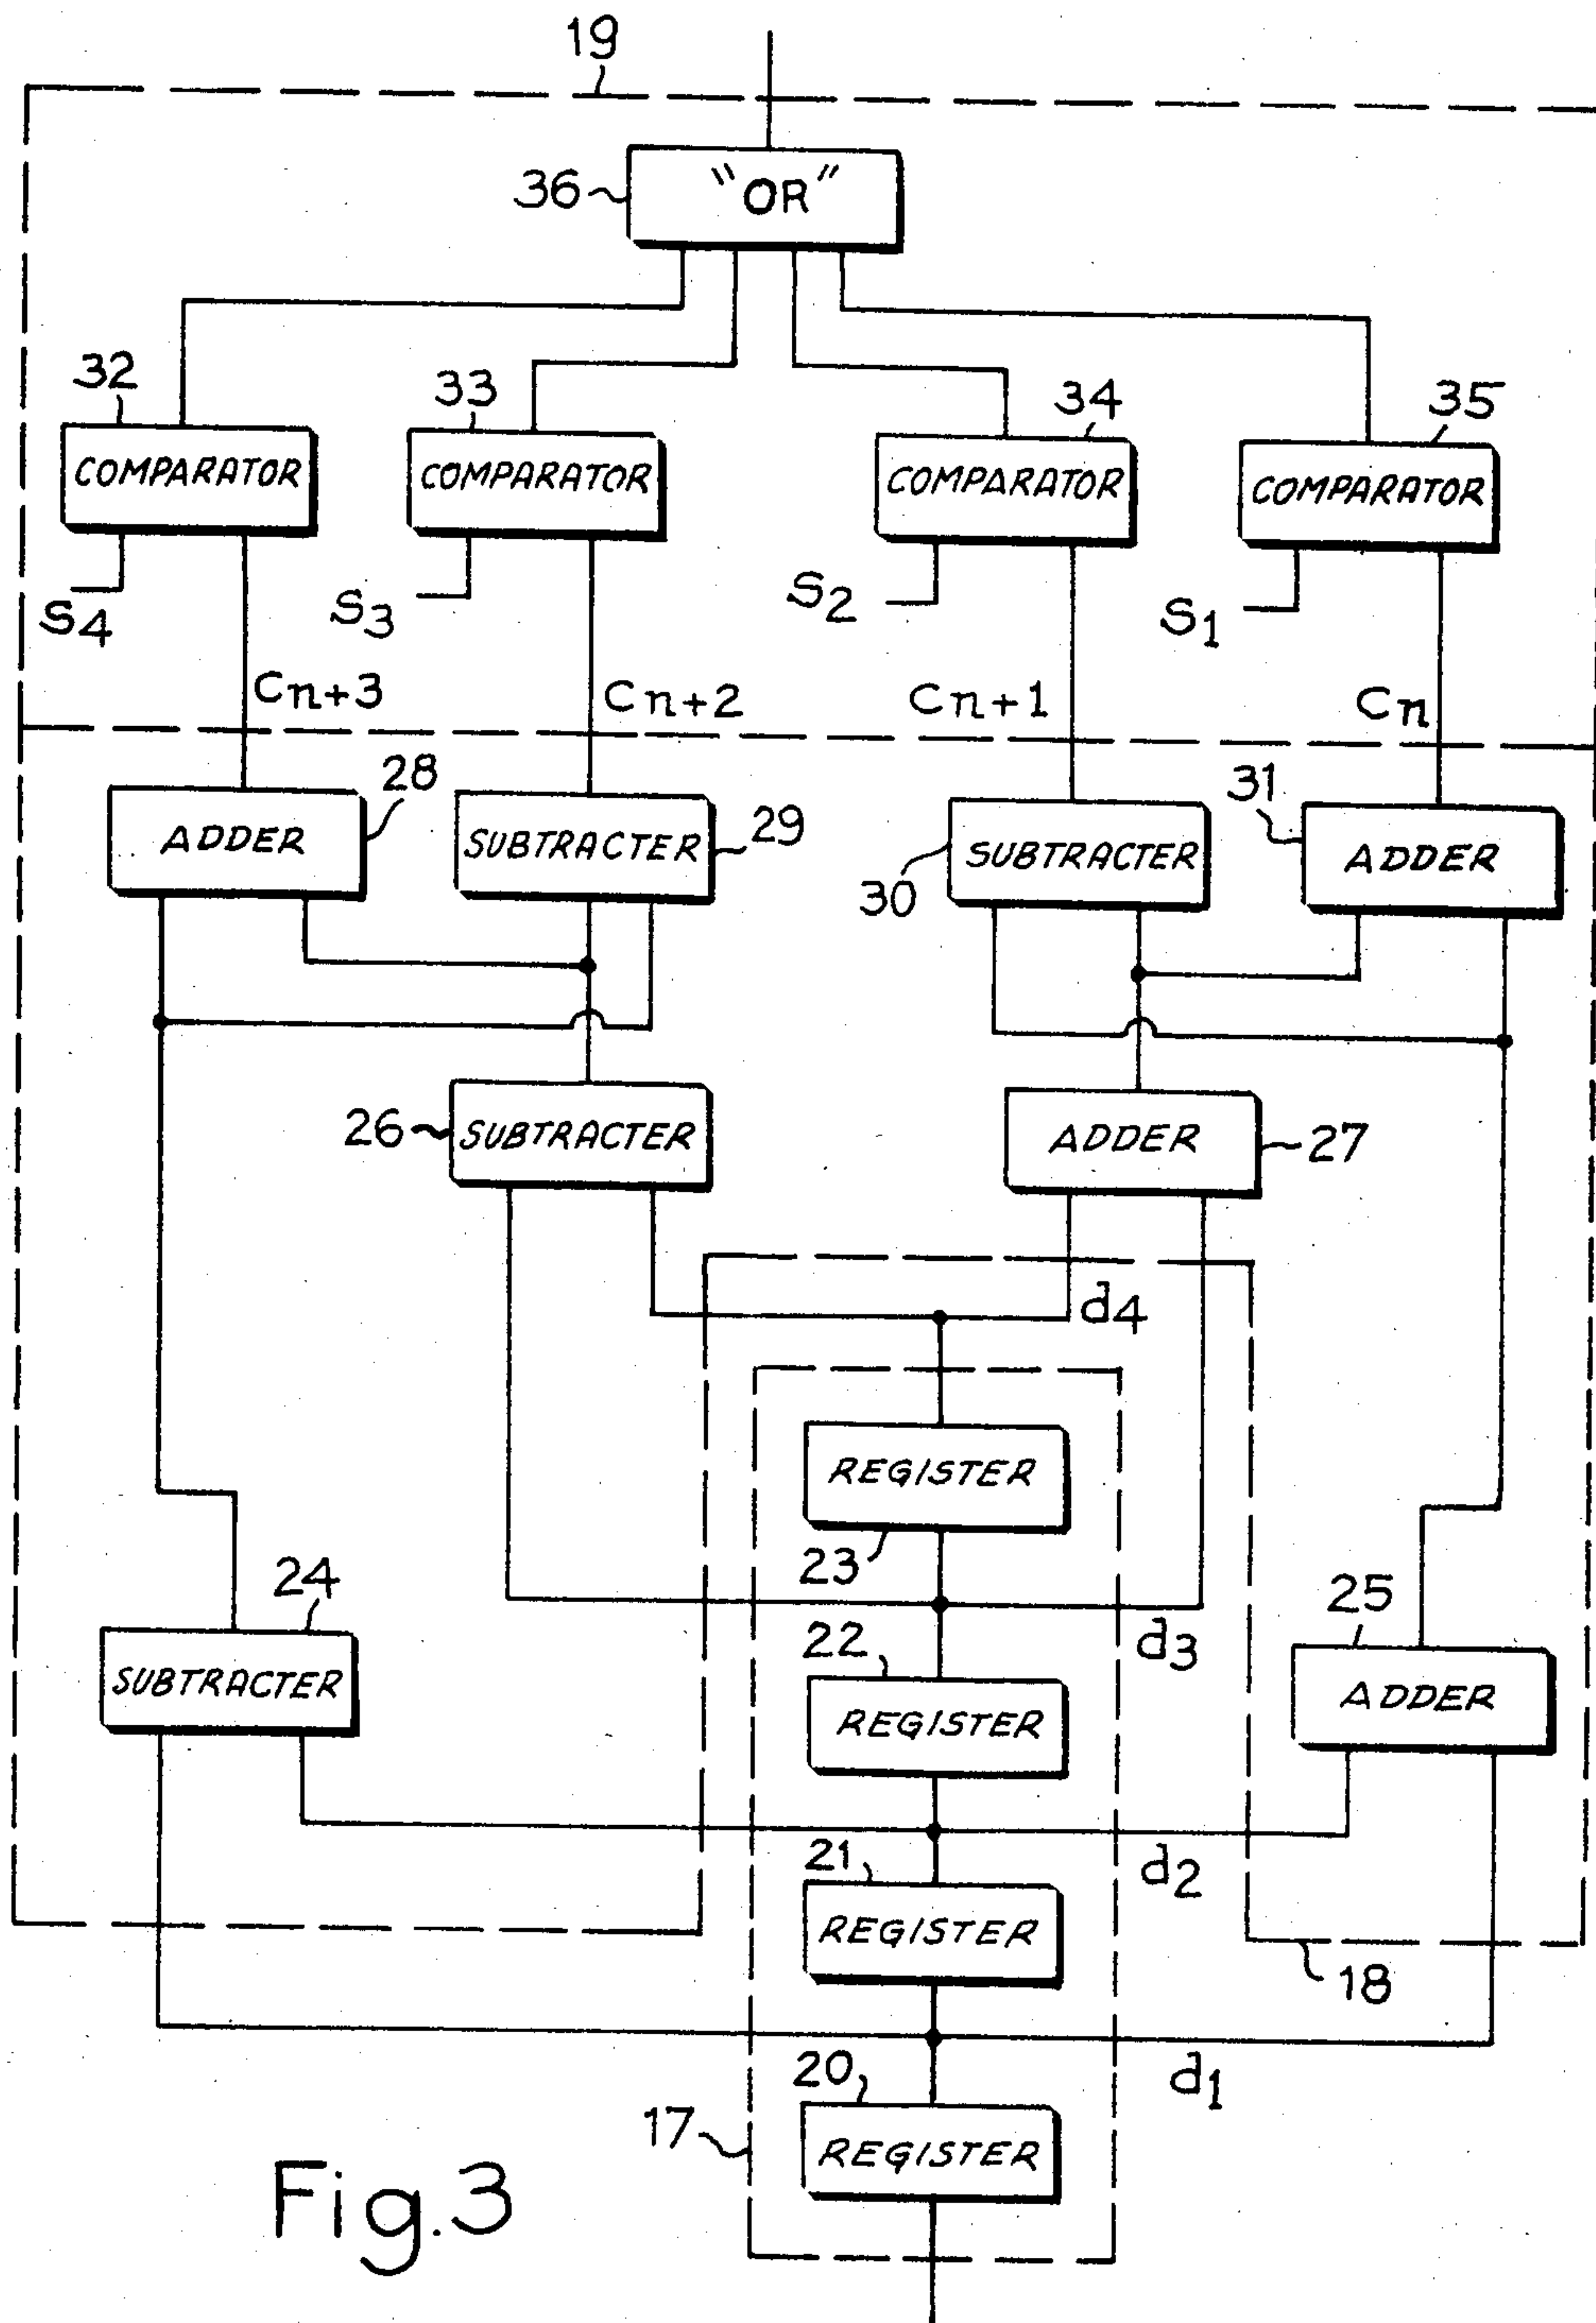 19
36
"OR"
32
33
34
35
COMPARATOR
COMPARATOR
COMPARATOR
COMPARATOR
S4
S3
S2
S1
Cn+3
Cn+2
Cn+1
Cn
28
29
30
31
ADDER
SUBTRACTER
SUBTRACTER
ADDER
26
SUBTRACTER
ADDER
27
d4
REGISTER
23
d3
24
22
25
SUBTRACTER
REGISTER
ADDER
d2
21
REGISTER
18
d1
20
17
REGISTER
Fig.3